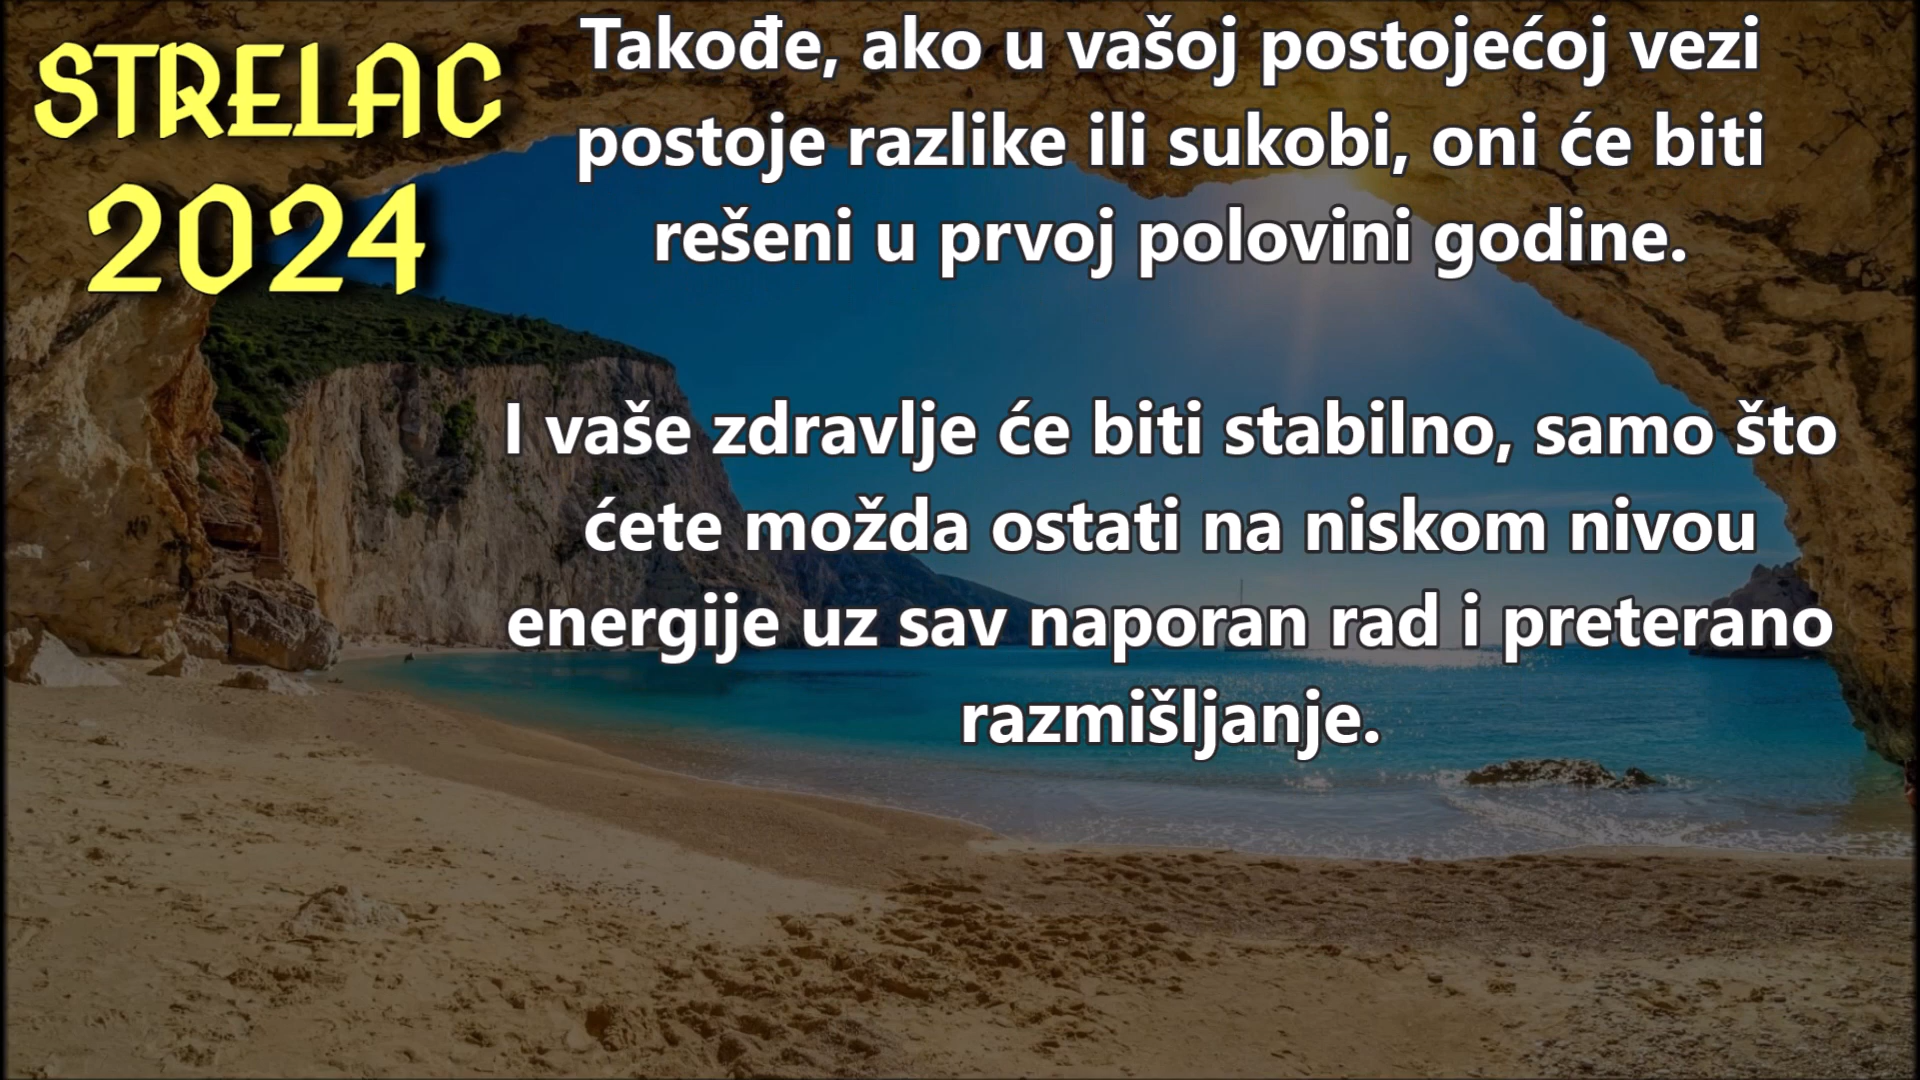 STRELAC
2024
Takođe, ako u vašoj postojećoj vezi
postoje razlike ili sukobi, oni će biti
rešeni u prvoj polovini godine.
I vaše zdravlje će biti stabilno, samo što
ćete možda ostati na niskom nivou
energije uz sav naporan rad i preterano
razmišljanje.